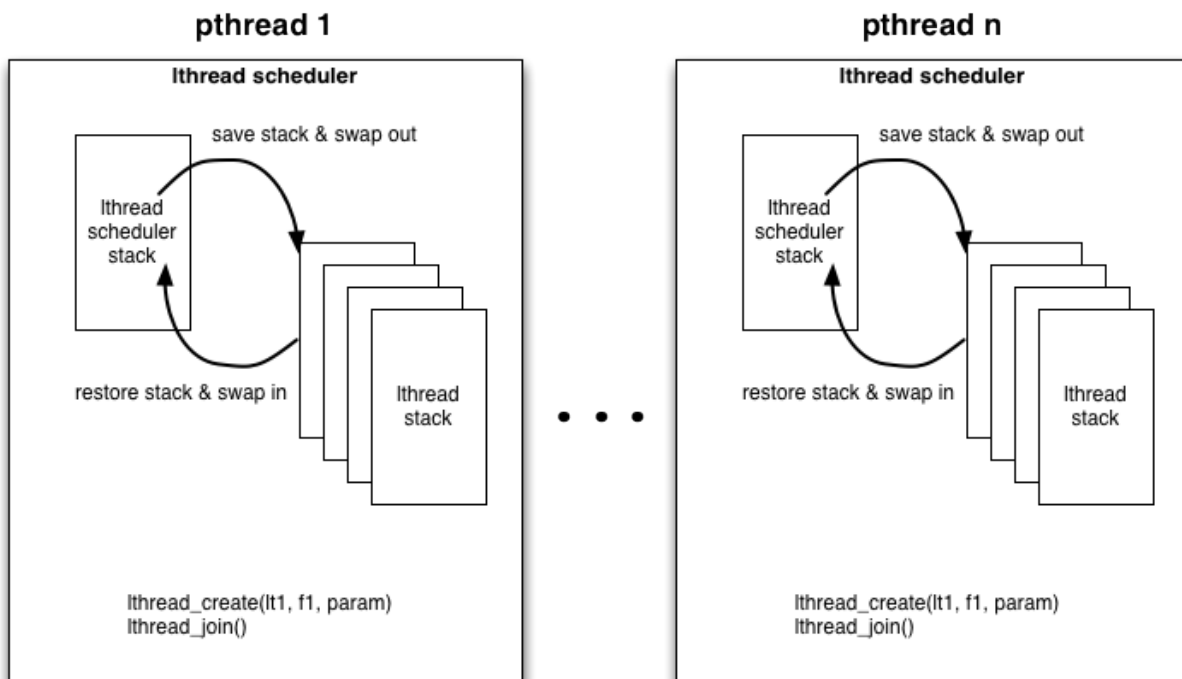 pthread 1
lthread scheduler
save stack & swap out
lthread
scheduler
stack
restore stack & swap in
lthread
stack
lthread_create(lt1, f1, param)
lthread_join()
. . .
pthread n
lthread scheduler
save stack & swap out
lthread
scheduler
stack
restore stack & swap in
lthread
stack
lthread_create(lt1, f1, param)
lthread_join()